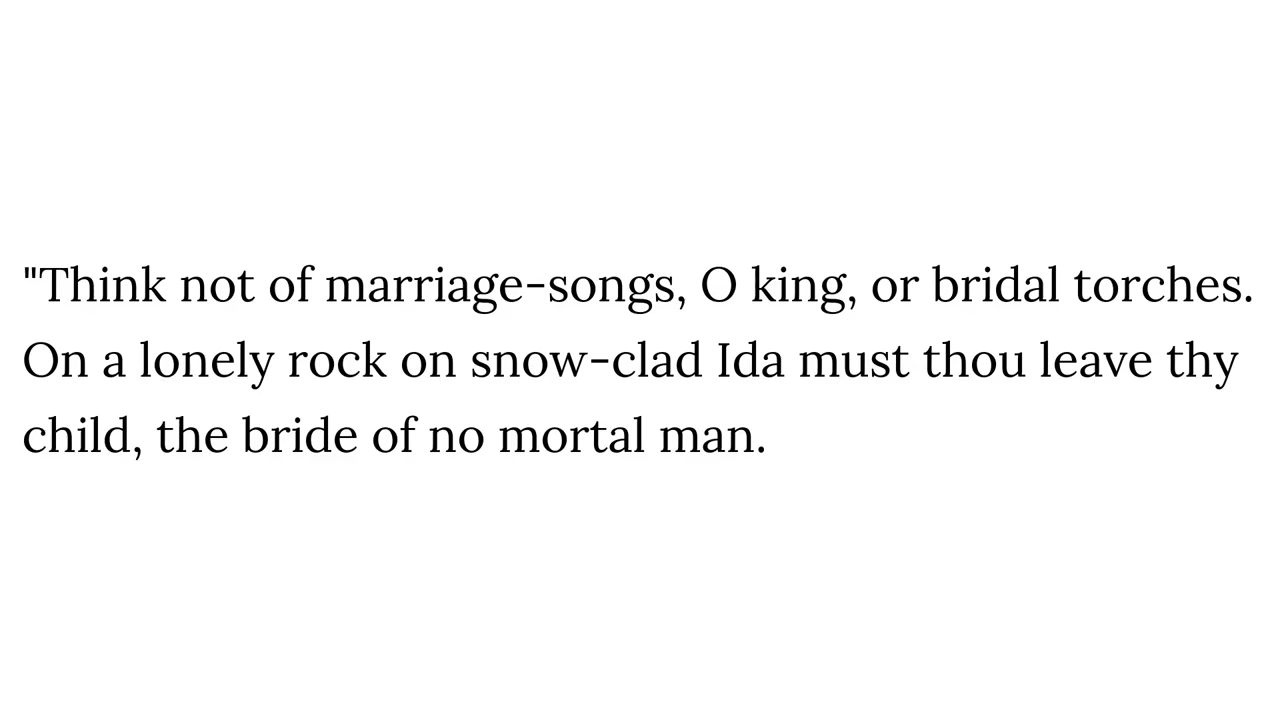 "Think not of marriage-songs, O king, or bridal torches.
On a lonely rock on snow-clad Ida must thou leave thy
child, the bride of no mortal man.